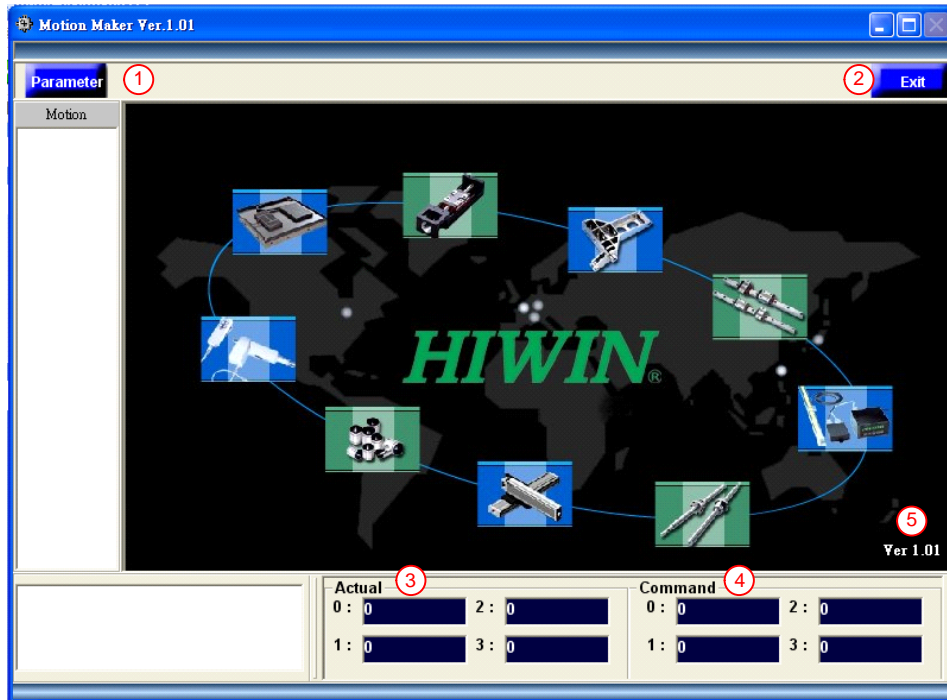 Motion Maker Ver.1.01
Parameter 1 2 Exit
Motion
HIWIN®
5
Ver 1.01
Actual 3 Command 4
0 : 0 2 : 0 0 : 0 2 : 0
1 : 0 3 : 0 1 : 0 3 : 0